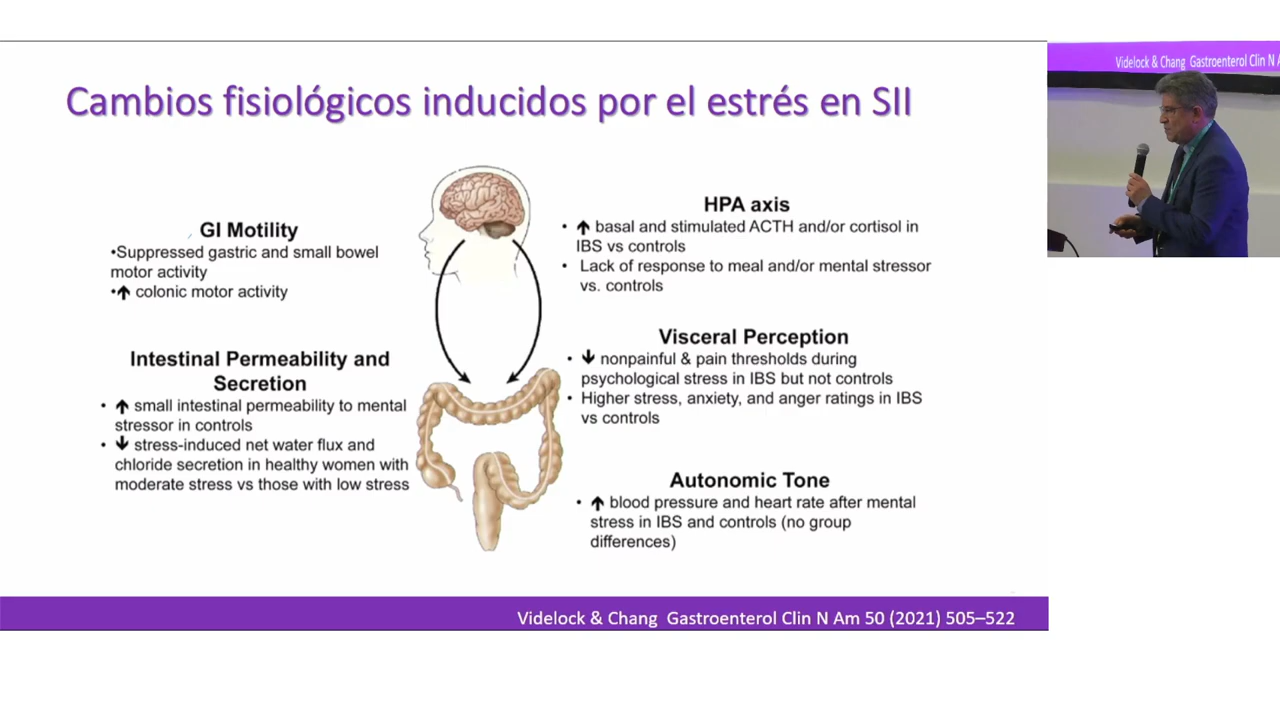 Cambios fisiológicos inducidos por el estrés en SII
GI Motility
•Suppressed gastric and small bowel
motor activity
•↑ colonic motor activity
Intestinal Permeability and
Secretion
• ↑ small intestinal permeability to mental
stressor in controls
• ↓ stress-induced net water flux and
chloride secretion in healthy women with
moderate stress vs those with low stress
HPA axis
• ↑ basal and stimulated ACTH and/or cortisol in
IBS vs controls
• Lack of response to meal and/or mental stressor
vs. controls
Visceral Perception
• ↓ nonpainful & pain thresholds during
psychological stress in IBS but not controls
• Higher stress, anxiety, and anger ratings in IBS
vs controls
Autonomic Tone
• ↑ blood pressure and heart rate after mental
stress in IBS and controls (no group
differences)
Videlock & Chang Gastroenterol Clin N Am 50 (2021) 505–522
Videlock & Chang Gastroenterol Clin N A